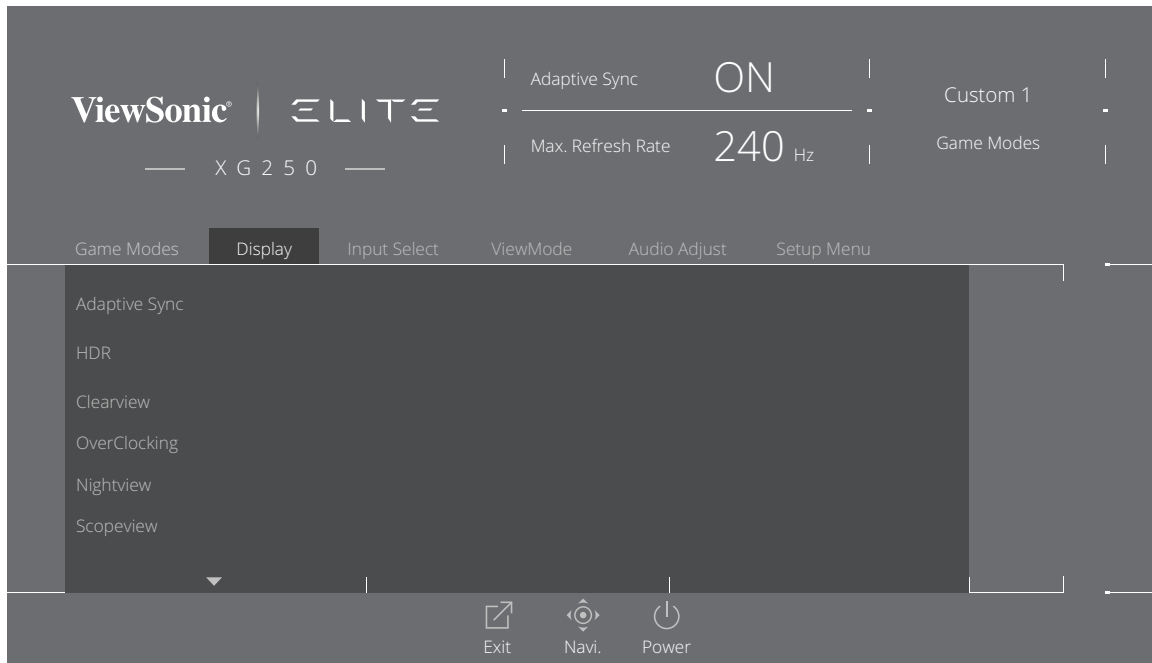 ViewSonic® ELITE
XG250
Adaptive Sync ON
Max. Refresh Rate 240 Hz
Custom 1
Game Modes
Game Modes Display Input Select ViewMode Audio Adjust Setup Menu
Adaptive Sync
HDR
Clearview
OverClocking
Nightview
Scopeview
Exit Navi. Power